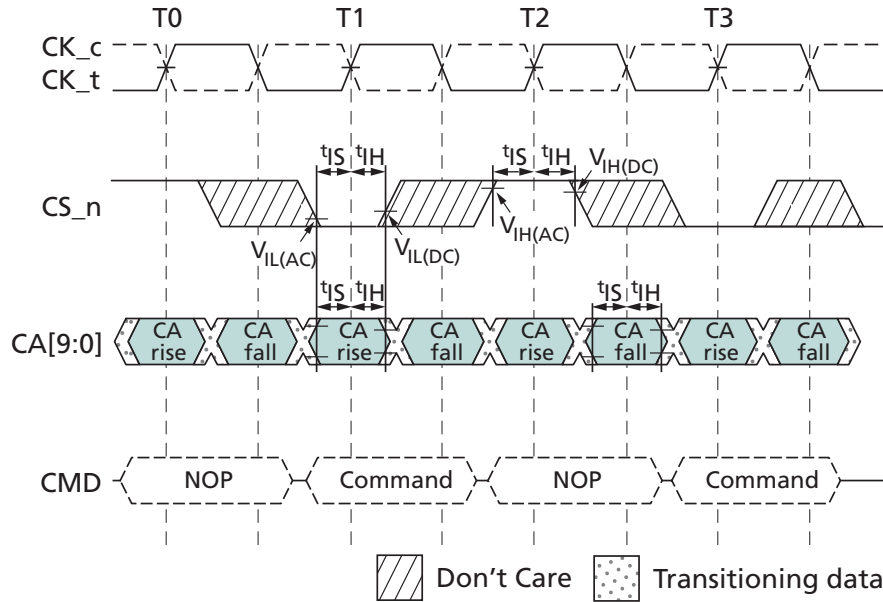 T0 T1 T2 T3
CK_c
CK_t
tIS tIH tIS tIH VIH(DC)
CS_n
VIL(AC) VIL(DC) VIH(AC)
tIS tIH tIS tIH
CA[9:0]
CA rise CA fall CA rise CA fall CA rise CA fall CA rise CA fall
CMD NOP Command NOP Command
Don't Care Transitioning data